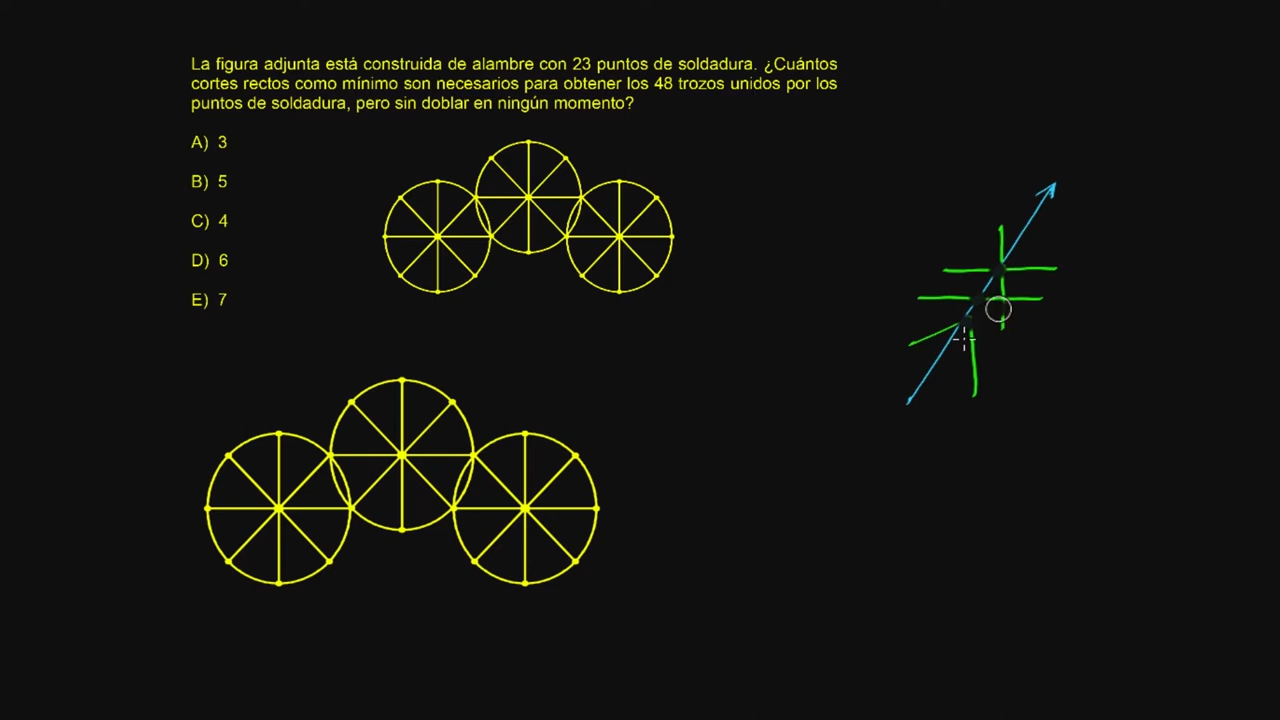 La figura adjunta está construida de alambre con 23 puntos de soldadura. ¿Cuántos
cortes rectos como mínimo son necesarios para obtener los 48 trozos unidos por los
puntos de soldadura, pero sin doblar en ningún momento?
A) 3
B) 5
C) 4
D) 6
E) 7